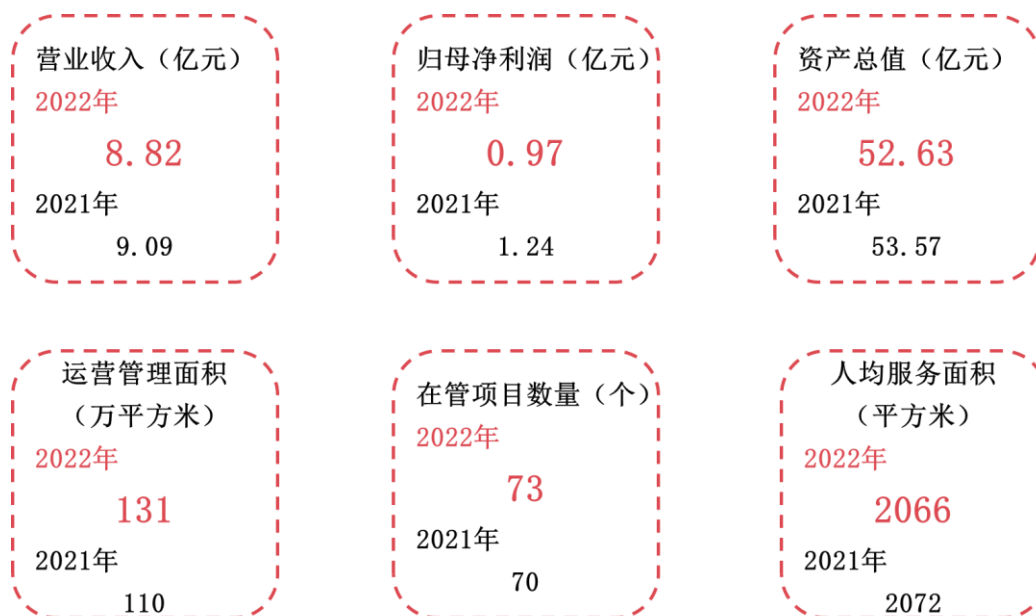 营业收入（亿元）
2022年
8.82
2021年
9.09
归母净利润（亿元）
2022年
0.97
2021年
1.24
资产总值（亿元）
2022年
52.63
2021年
53.57
运营管理面积
（万平方米）
2022年
131
2021年
110
在管项目数量（个）
2022年
73
2021年
70
人均服务面积
（平方米）
2022年
2066
2021年
2072